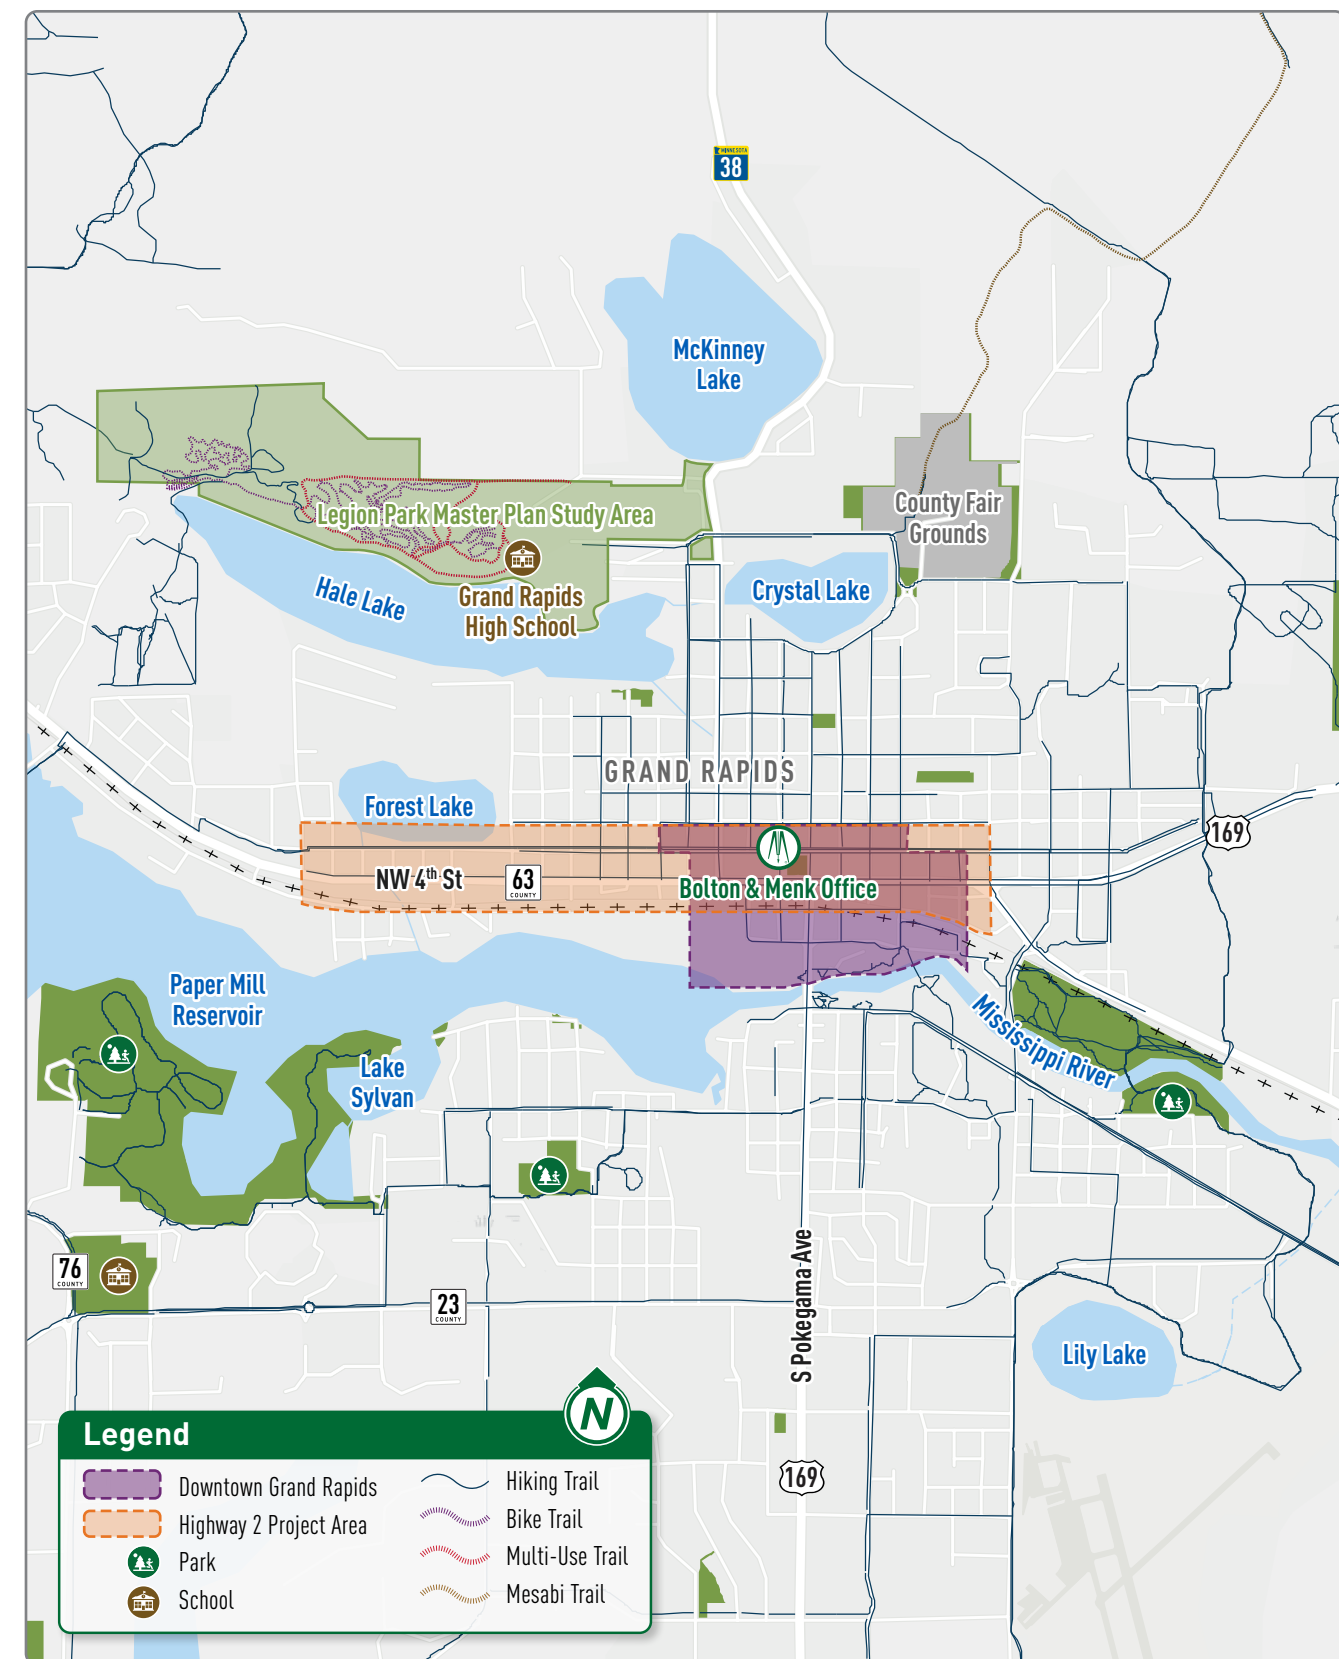 MINNESOTA
38
McKinney
Lake
County Fair
Grounds
Legion Park Master Plan Study Area
Grand Rapids
High School
Hale Lake
Crystal Lake
GRAND RAPIDS
Forest Lake
169
NW 4th St
63
COUNTY
Bolton & Menk Office
Paper Mill
Reservoir
Lake
Sylvan
Mississippi River
76
COUNTY
23
COUNTY
S Pokegama Ave
Lily Lake
169
N
Legend
Downtown Grand Rapids
Highway 2 Project Area
Park
School
Hiking Trail
Bike Trail
Multi-Use Trail
Mesabi Trail